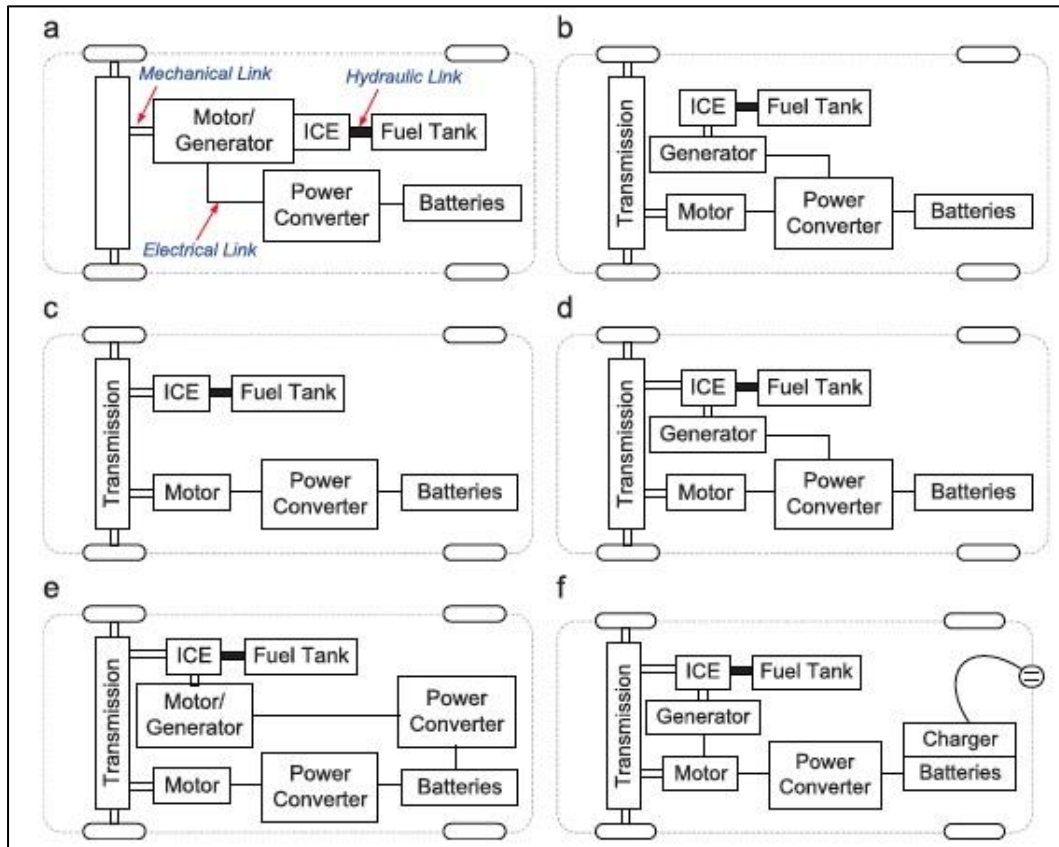 a
Mechanical Link
Hydraulic Link
Motor/
Generator
ICE
Fuel Tank
Power
Converter
Batteries
Electrical Link
b
Transmission
ICE
Fuel Tank
Generator
Motor
Power
Converter
Batteries
c
Transmission
ICE
Fuel Tank
Motor
Power
Converter
Batteries
d
Transmission
ICE
Fuel Tank
Generator
Motor
Power
Converter
Batteries
e
Transmission
ICE
Fuel Tank
Motor/
Generator
Power
Converter
Motor
Power
Converter
Batteries
f
Transmission
ICE
Fuel Tank
Generator
Motor
Power
Converter
Charger
Batteries